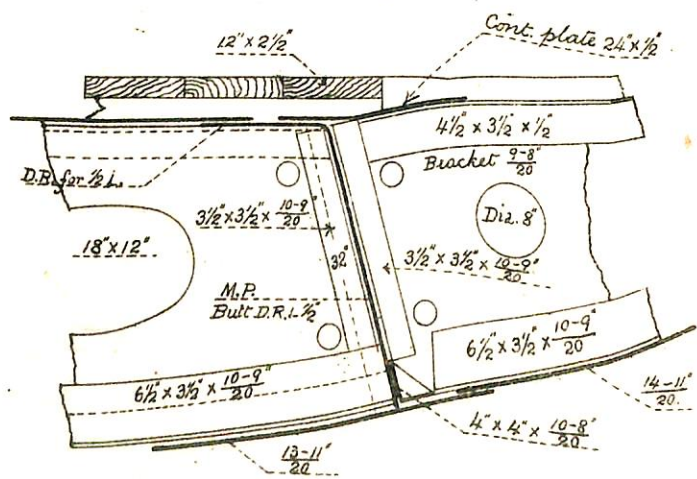 12" × 2½"
Cont. plate 24" × ½"
4½" × 3½" × ½"
Bracket 9-8"/20
D.R. for ½ L.
3½" × 3½" × 10-9"/20
Dia. 8"
18" × 12"
32"
3½" × 3½" × 10-9"/20
M.P.
Butt D.R. L ½"
6½" × 3½" × 10-9"/20
6½" × 3½" × 10-9"/20
14-11"/20.
4" × 4" × 10-8"/20
13-11"/20